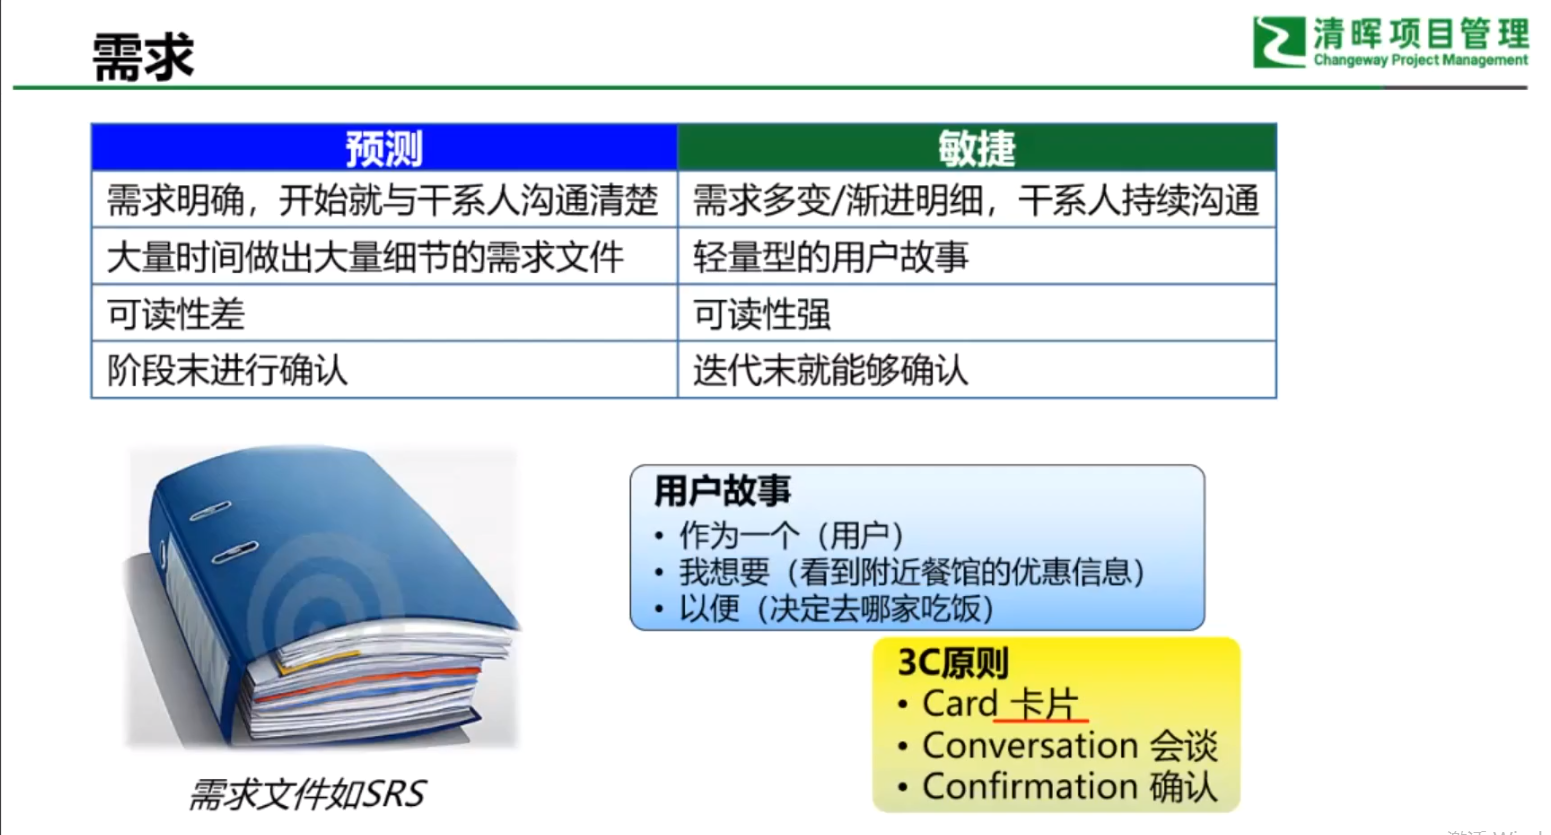 需求
清晖项目管理
Changeway Project Management
预测
敏捷
需求明确，开始就与干系人沟通清楚
需求多变/渐进明细，干系人持续沟通
大量时间做出大量细节的需求文件
轻量型的用户故事
可读性差
可读性强
阶段末进行确认
迭代末就能够确认
用户故事
• 作为一个（用户）
• 我想要（看到附近餐馆的优惠信息）
• 以便（决定去哪家吃饭）
3C原则
• Card 卡片
• Conversation 会谈
• Confirmation 确认
需求文件如SRS